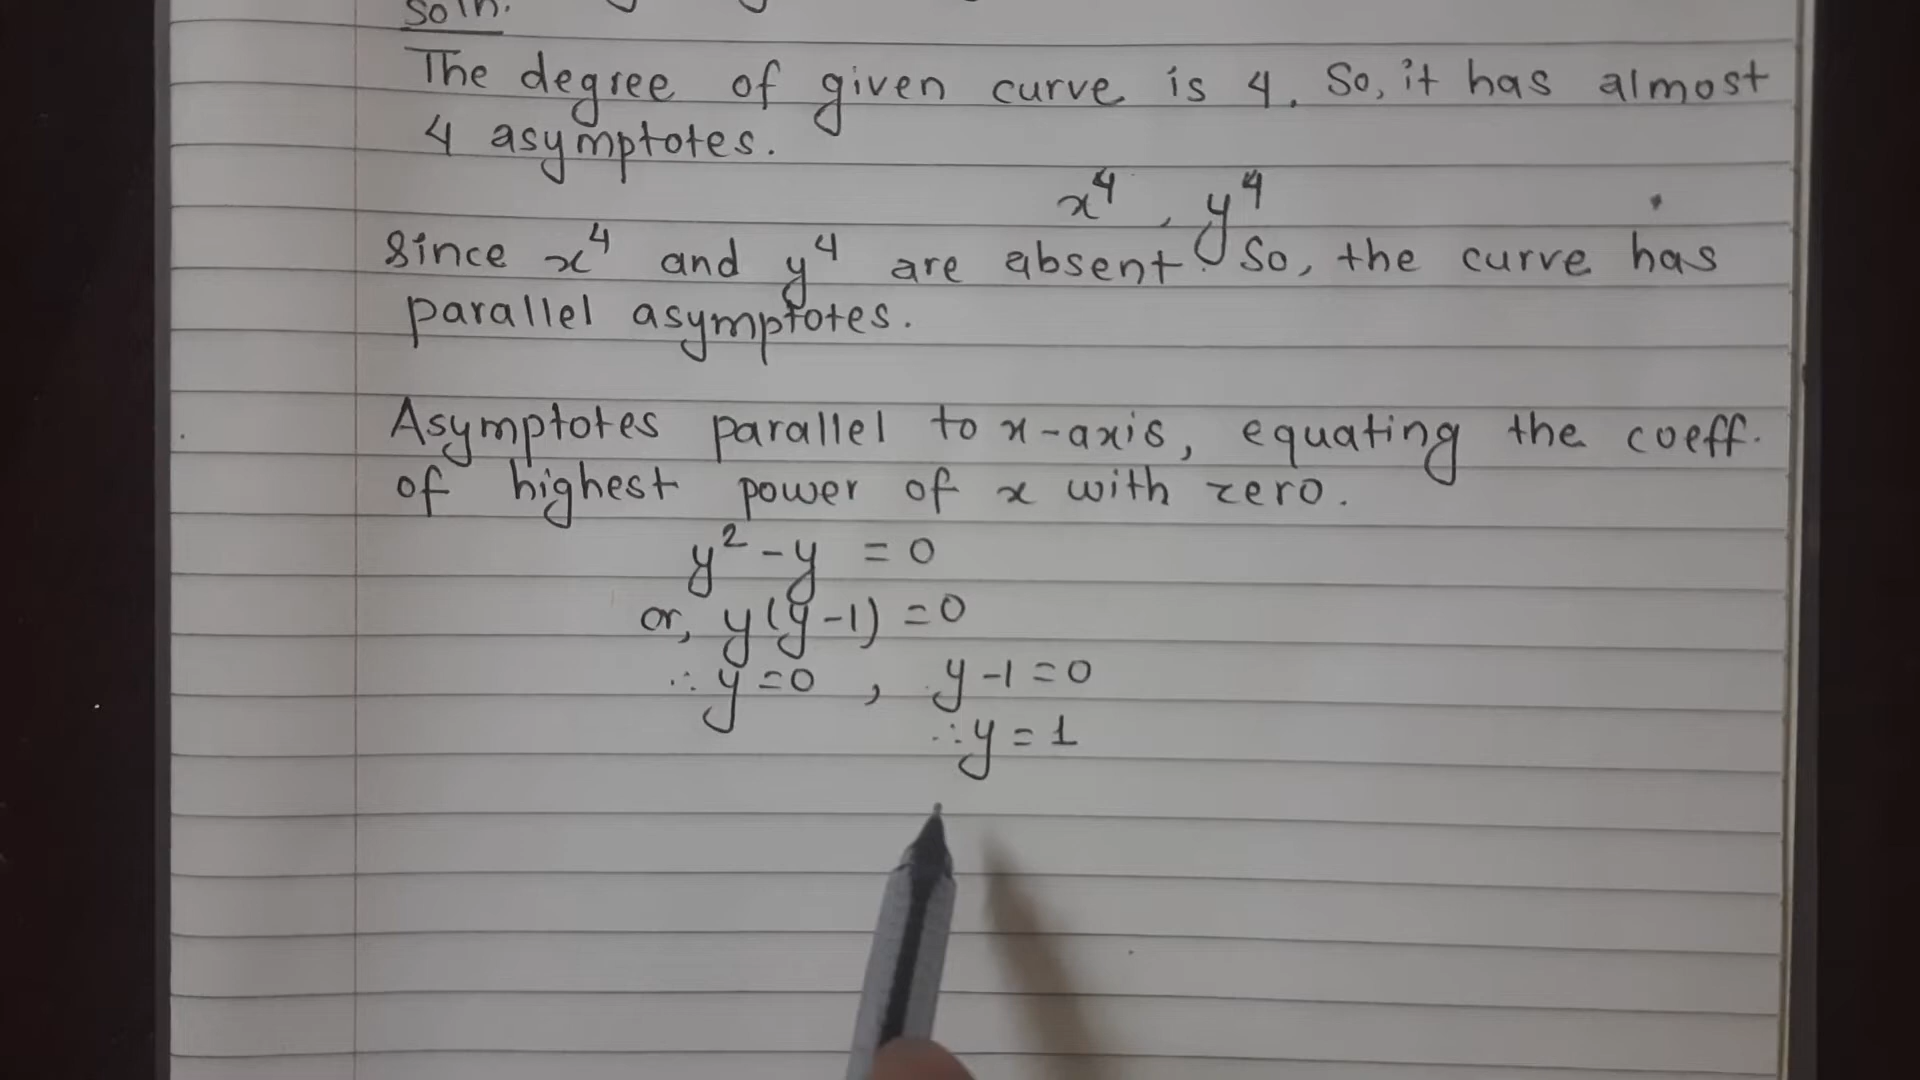 Soln.
The degree of given curve is 4. So, it has almost
4 asymptotes.
x⁴, y⁴
Since x⁴ and y⁴ are absent. So, the curve has
parallel asymptotes.
Asymptotes parallel to x-axis, equating the coeff.
of highest power of x with zero.
y² - y = 0
or, y(y-1) = 0
∴ y = 0 , y - 1 = 0
∴ y = 1